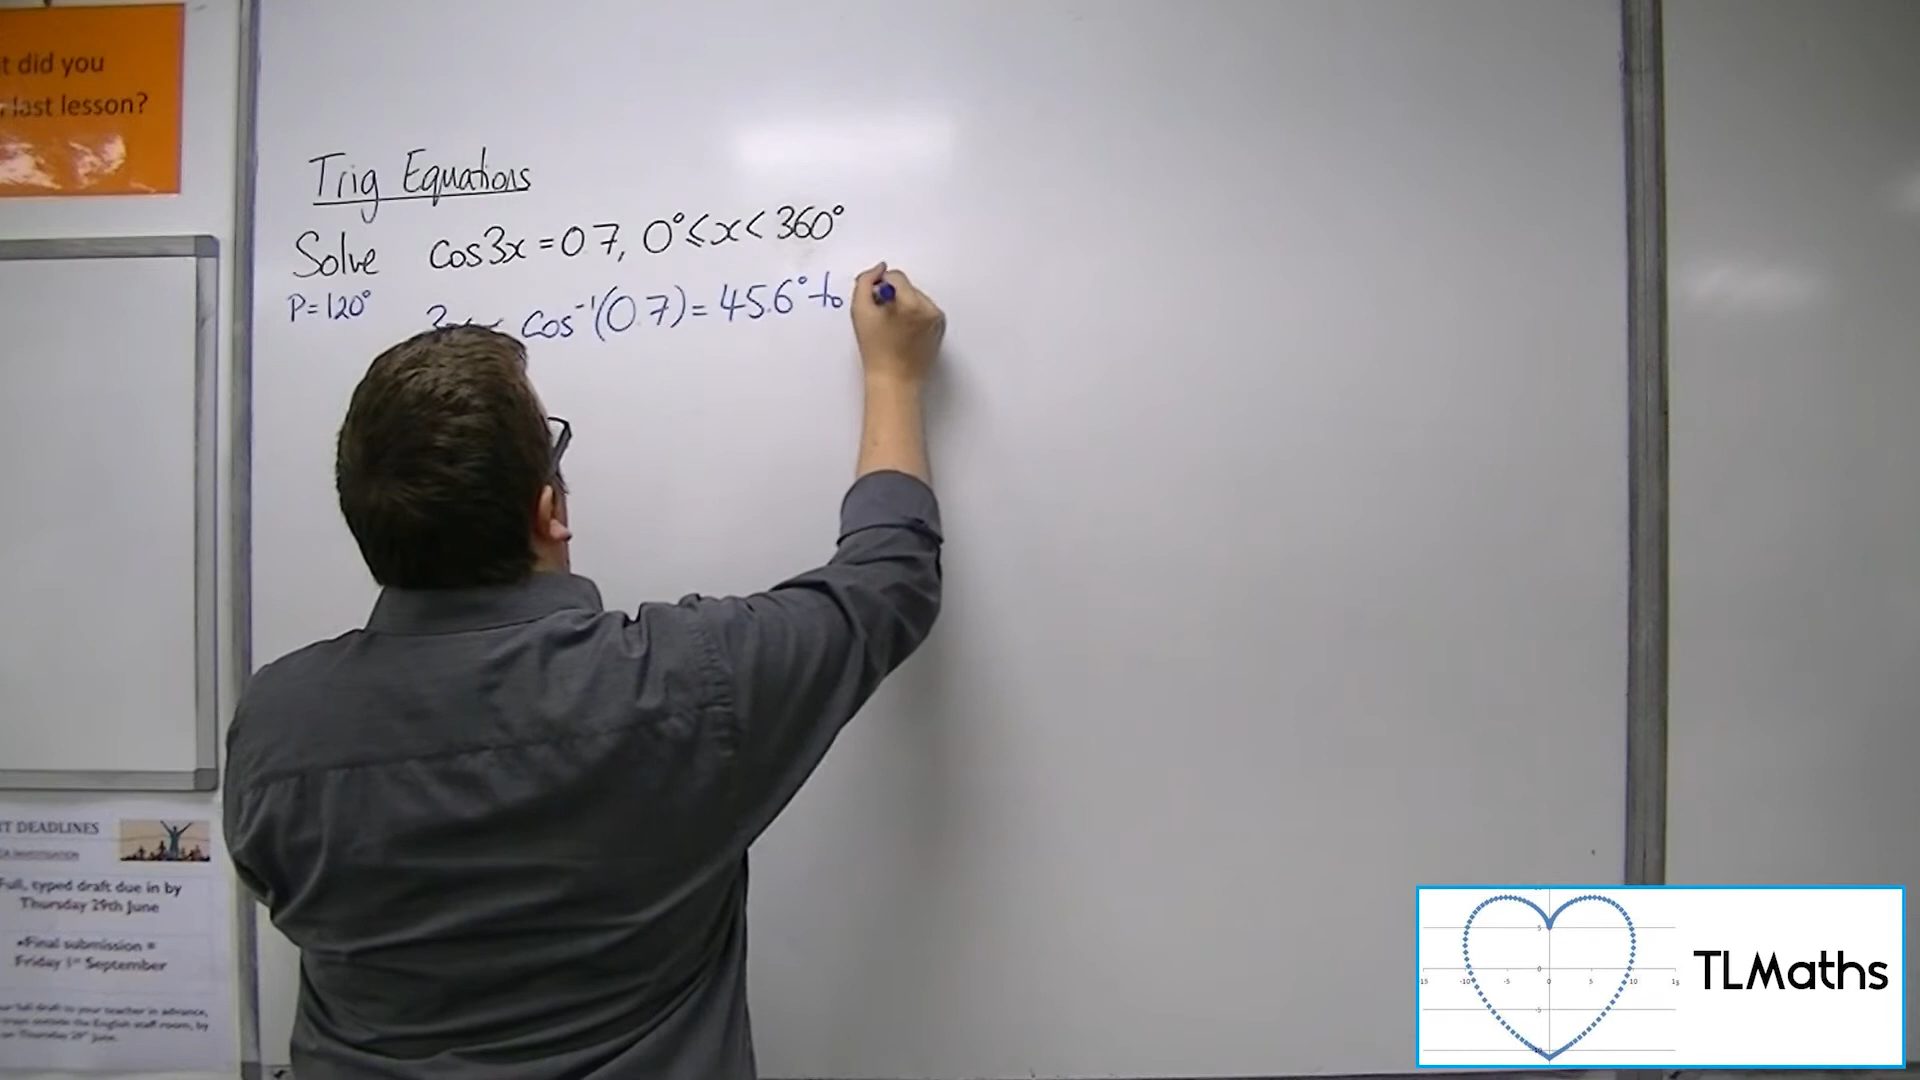 t did you
last lesson?
Trig Equations
Solve cos3x = 0.7, 0° ≤ x < 360°
P = 120°
cos⁻¹(0.7) = 45.6° to
T DEADLINES
Full, typed draft due in by
Thursday 29th June
•Final submission =
Friday 1st September
TLMaths